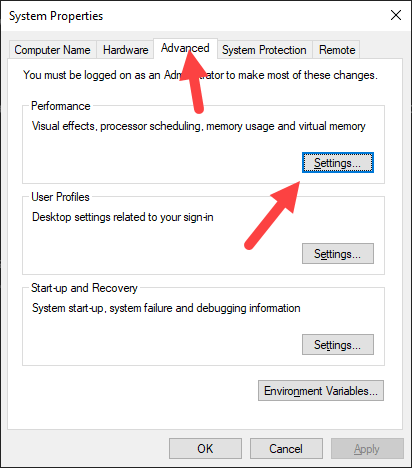 System Properties
Computer Name Hardware Advanced System Protection Remote
You must be logged on as an Administrator to make most of these changes.
Performance
Visual effects, processor scheduling, memory usage and virtual memory
Settings...
User Profiles
Desktop settings related to your sign-in
Settings...
Start-up and Recovery
System start-up, system failure and debugging information
Settings...
Environment Variables...
OK Cancel Apply